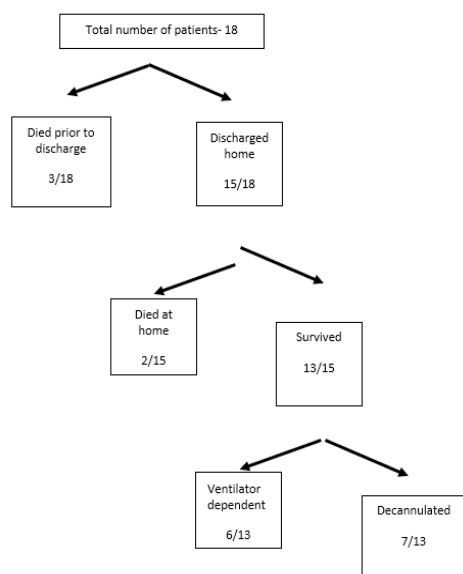 Total number of patients- 18
Died prior to
discharge
3/18
Discharged
home
15/18
Died at
home
2/15
Survived
13/15
Ventilator
dependent
6/13
Decannulated
7/13